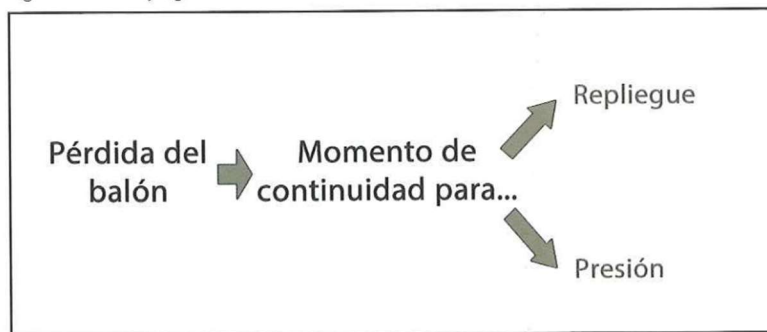 Pérdida del
balón
Momento de
continuidad para...
Repliegue
Presión